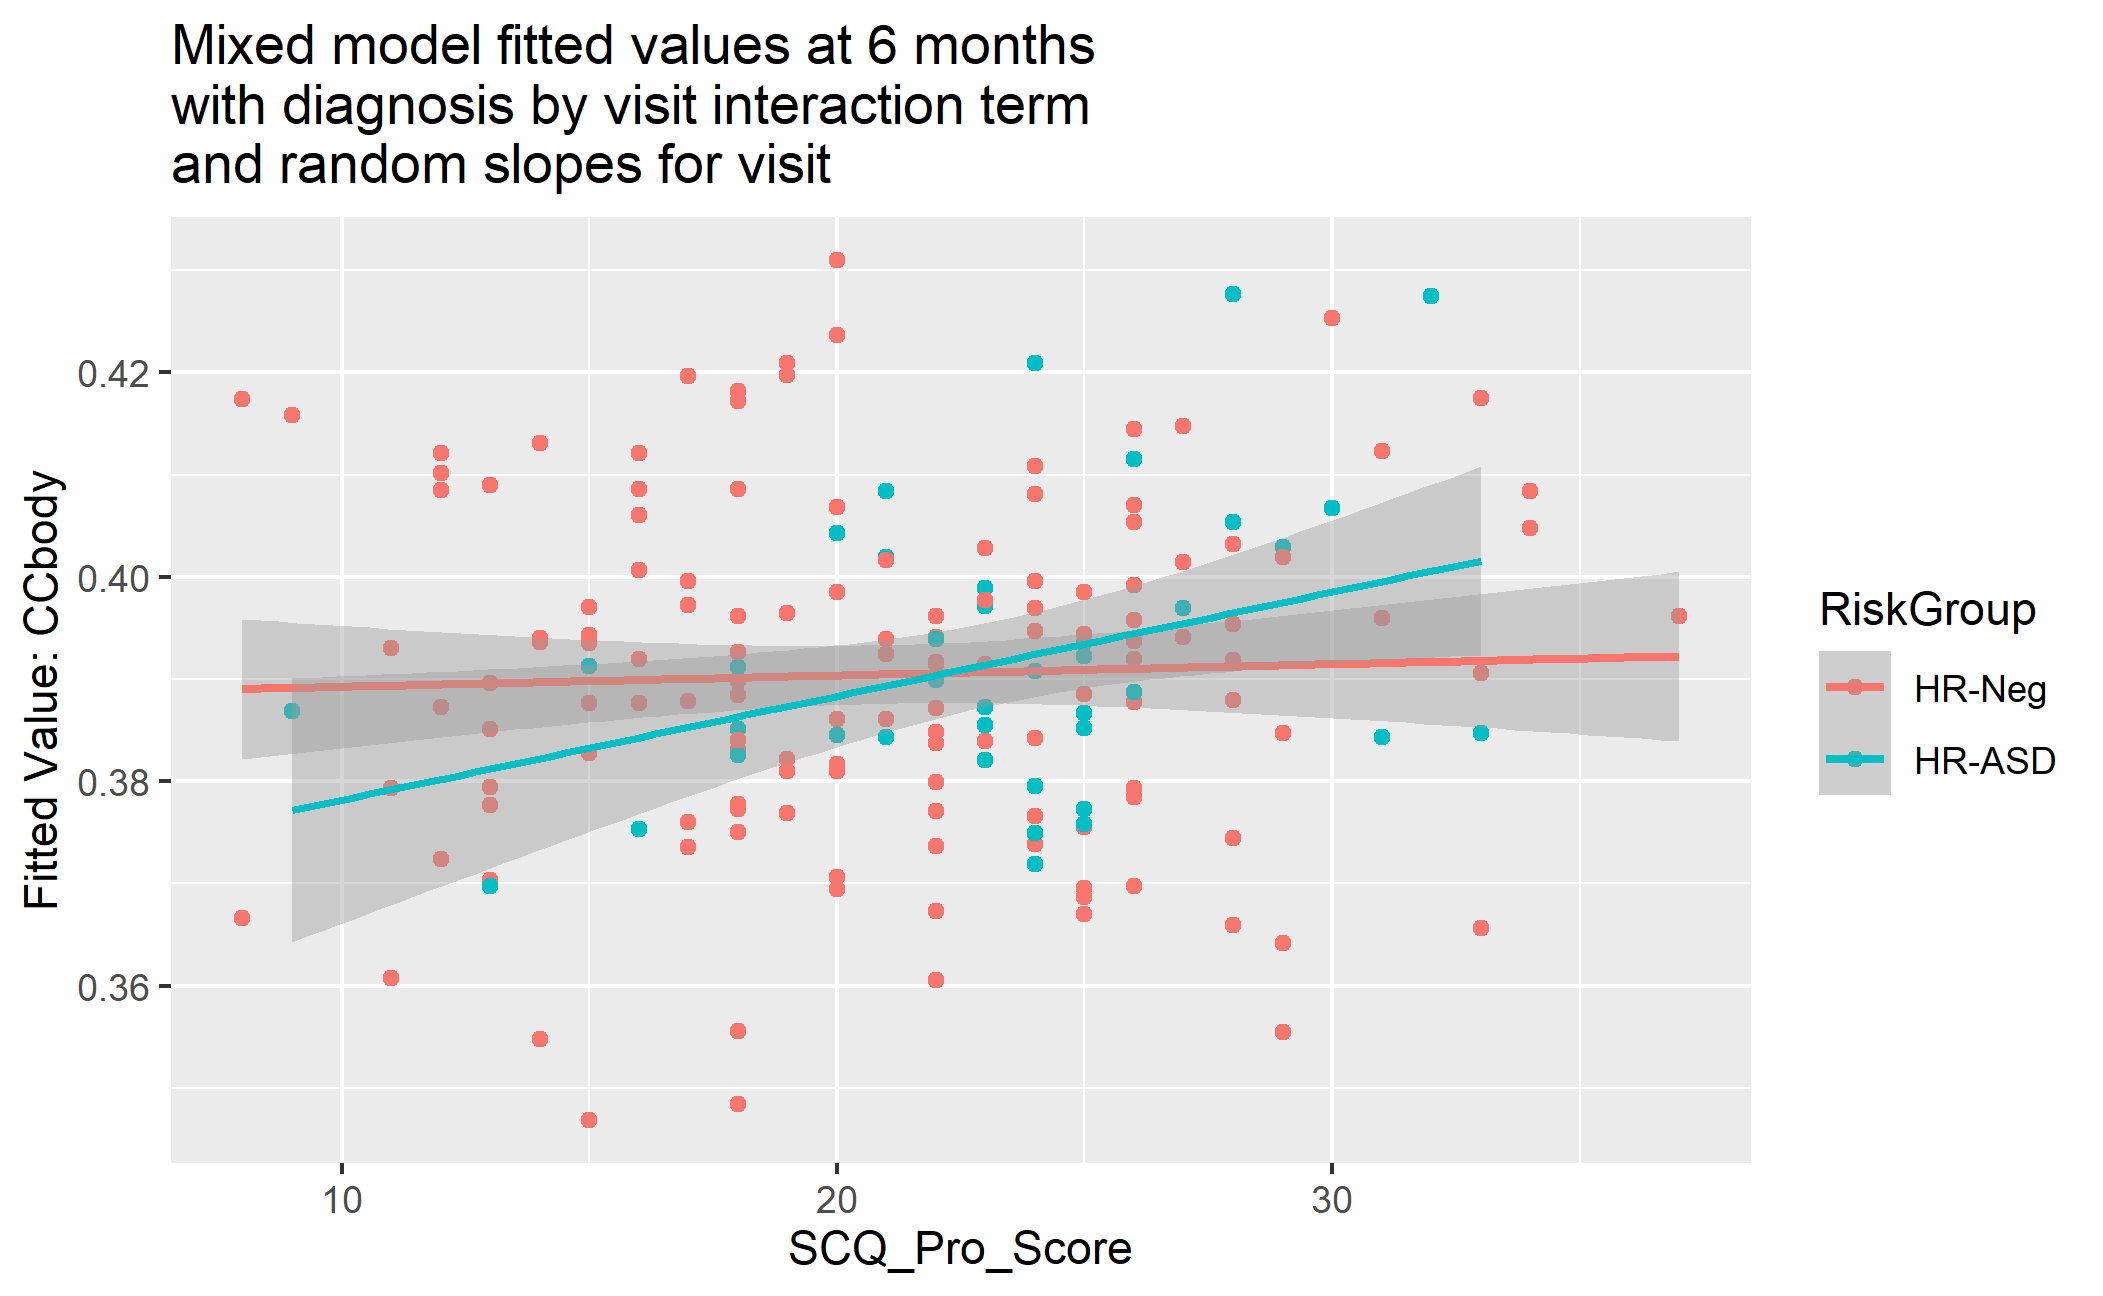 Mixed model fitted values at 6 months
with diagnosis by visit interaction term
and random slopes for visit
Fitted Value: CCbody
0.42
0.40
0.38
0.36
10
20
30
SCQ_Pro_Score
RiskGroup
HR-Neg
HR-ASD